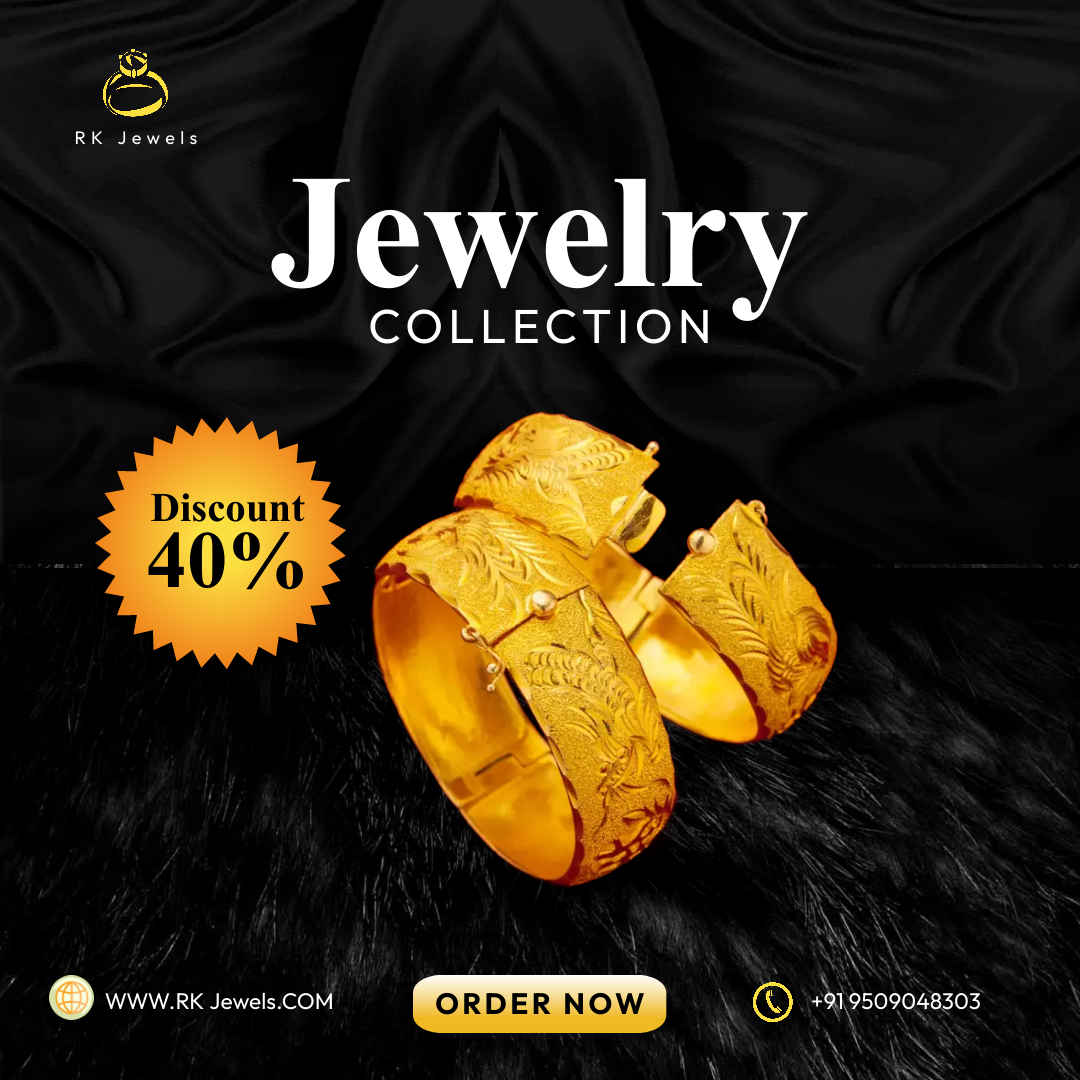 RK Jewels
Jewelry
COLLECTION
Discount
40%
WWW.RK Jewels.COM
ORDER NOW
+91 9509048303